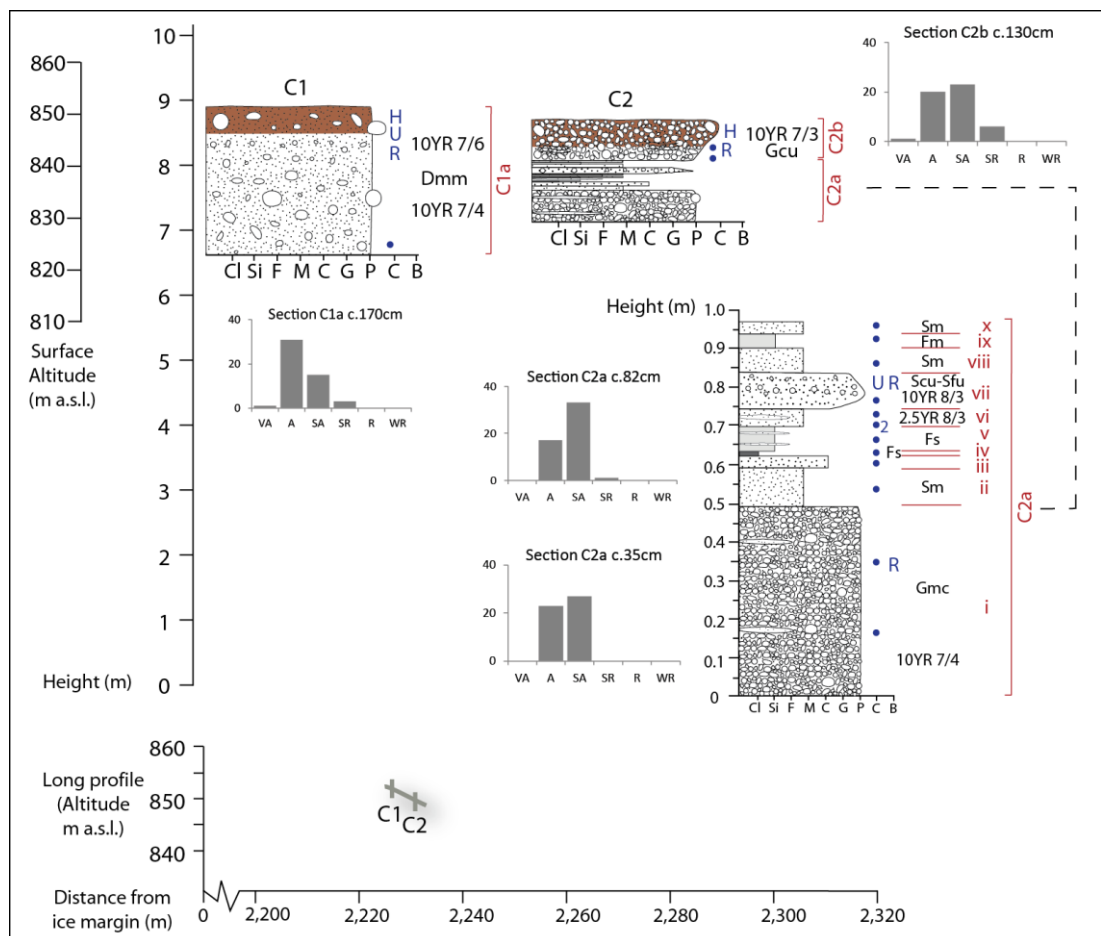 Section C2b c.130cm
40
20
0
VA A SA SR R WR
860
850
840
830
820
810
Surface
Altitude
(m a.s.l.)
10
9
8
7
6
5
4
3
2
1
0
Height (m)
C1
H
U
R
10YR 7/6
Dmm
10YR 7/4
C1a
Cl Si F M C G P C B
C2
H
R
10YR 7/3
Gcu
C2b
C2a
Cl Si F M C G P C B
Section C1a c.170cm
40
20
0
VA A SA SR R WR
Section C2a c.82cm
40
20
0
VA A SA SR R WR
Section C2a c.35cm
40
20
0
VA A SA SR R WR
Height (m)
1.0
0.9
0.8
0.7
0.6
0.5
0.4
0.3
0.2
0.1
0
Cl Si F M C G P C B
Sm x
Fm ix
Sm viii
U R Scu-Sfu
10YR 8/3 vii
2.5YR 8/3 vi
2
Fs v
Fs iv
iii
Sm ii
R
Gmc
i
10YR 7/4
C2a
Long profile
(Altitude
m a.s.l.)
860
850
840
C1
C2
Distance from
ice margin (m)
0 2,200 2,220 2,240 2,260 2,280 2,300 2,320